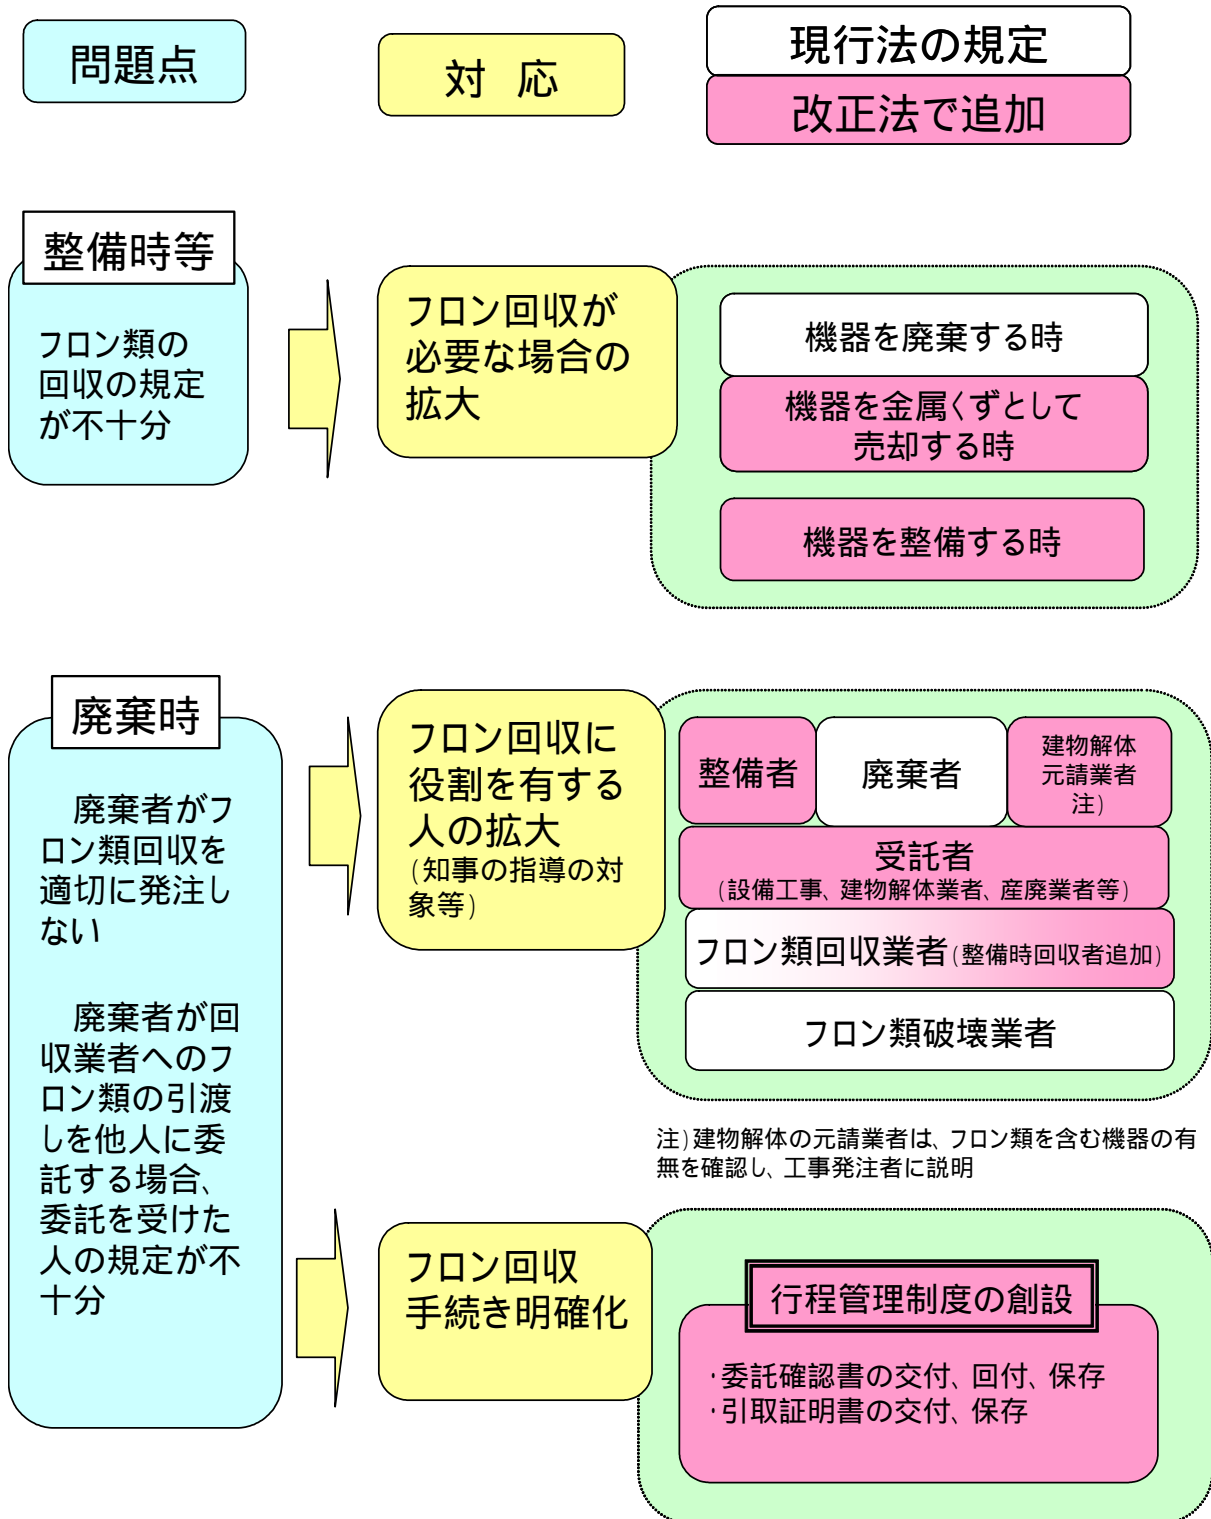 問題点
対 応
現行法の規定
改正法で追加
整備時等
フロン類の
回収の規定
が不十分
フロン回収が
必要な場合の
拡大
機器を廃棄する時
機器を金属くずとして
売却する時
機器を整備する時
廃棄時
　廃棄者がフ
ロン類回収を
適切に発注し
ない
　廃棄者が回
収業者へのフ
ロン類の引渡
しを他人に委
託する場合、
委託を受けた
人の規定が不
十分
フロン回収に
役割を有する
人の拡大
(知事の指導の対
象等)
整備者
廃棄者
建物解体
元請業者
注)
受託者
(設備工事、建物解体業者、産廃業者等)
フロン類回収業者(整備時回収者追加)
フロン類破壊業者
注)建物解体の元請業者は、フロン類を含む機器の有
無を確認し、工事発注者に説明
フロン回収
手続き明確化
行程管理制度の創設
・委託確認書の交付、回付、保存
・引取証明書の交付、保存